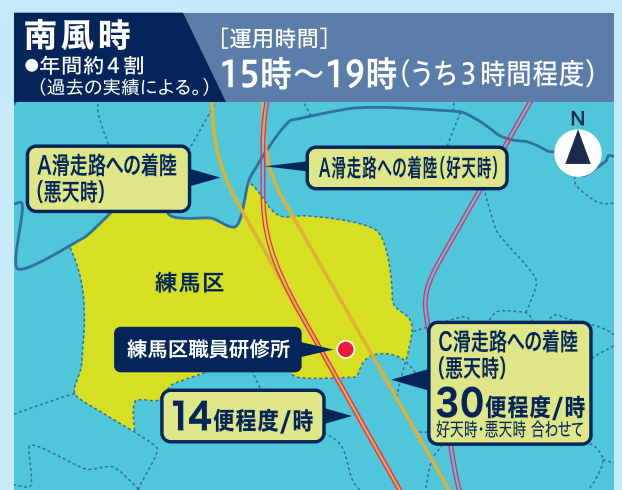 南風時
●年間約4割
（過去の実績による。）
［運用時間］
15時〜19時（うち３時間程度）
N
A滑走路への着陸
(悪天時)
A滑走路への着陸(好天時)
練馬区
練馬区職員研修所
C滑走路への着陸
(悪天時)
30便程度/時
好天時・悪天時 合わせて
14便程度/時